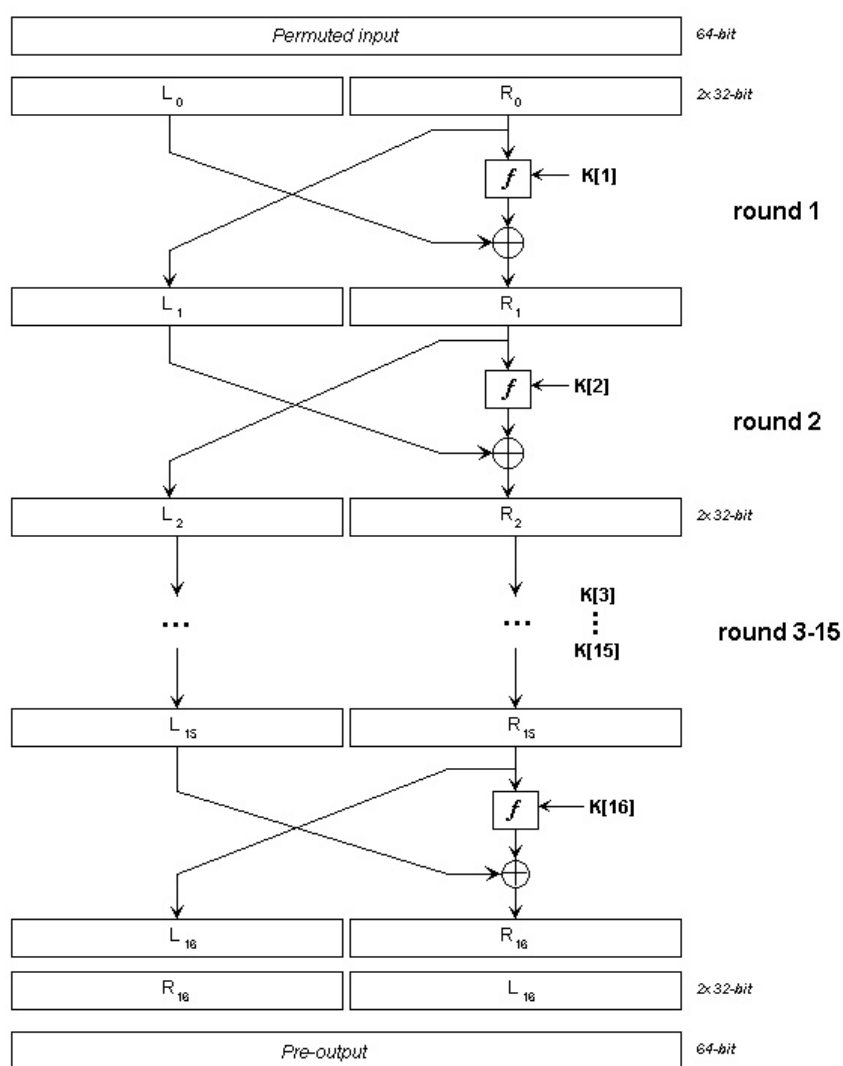 Permuted input 64-bit
L0 R0 2x32-bit
f K[1]
round 1
L1 R1
f K[2]
round 2
L2 R2 2x32-bit
K[3]
... ... ⋮ round 3-15
K[15]
L15 R15
f K[16]
L16 R16
R16 L16 2x32-bit
Pre-output 64-bit